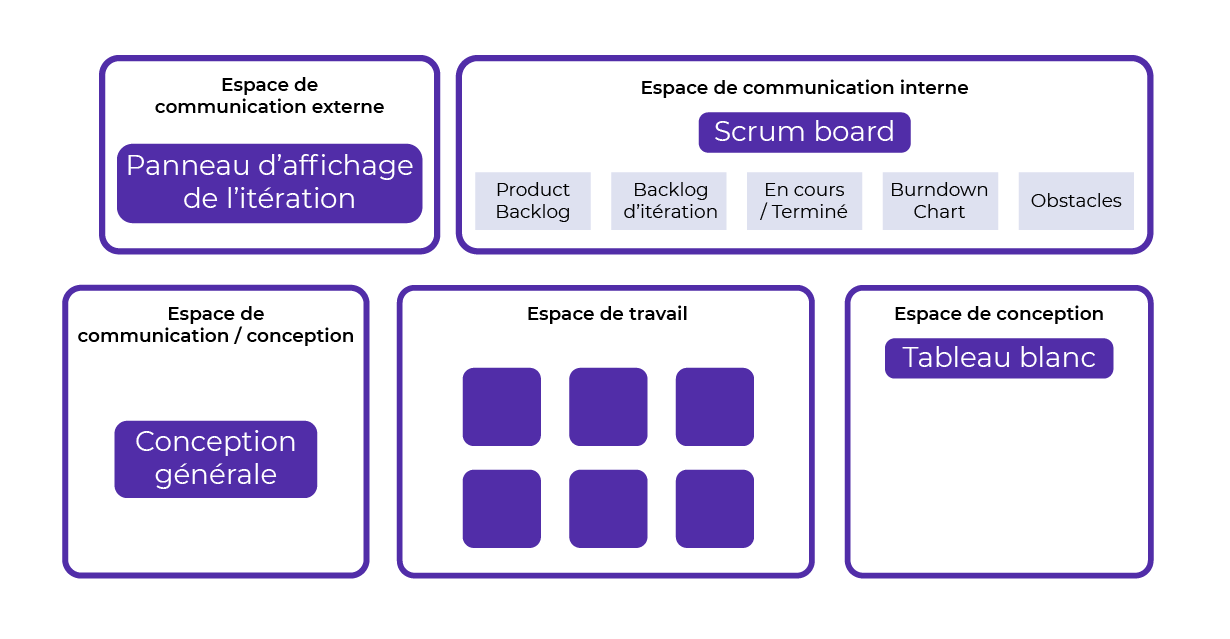 Espace de
communication externe
Panneau d’affichage
de l’itération
Espace de communication interne
Scrum board
Product
Backlog
Backlog
d’itération
En cours
/ Terminé
Burndown
Chart
Obstacles
Espace de
communication / conception
Conception
générale
Espace de travail
Espace de conception
Tableau blanc